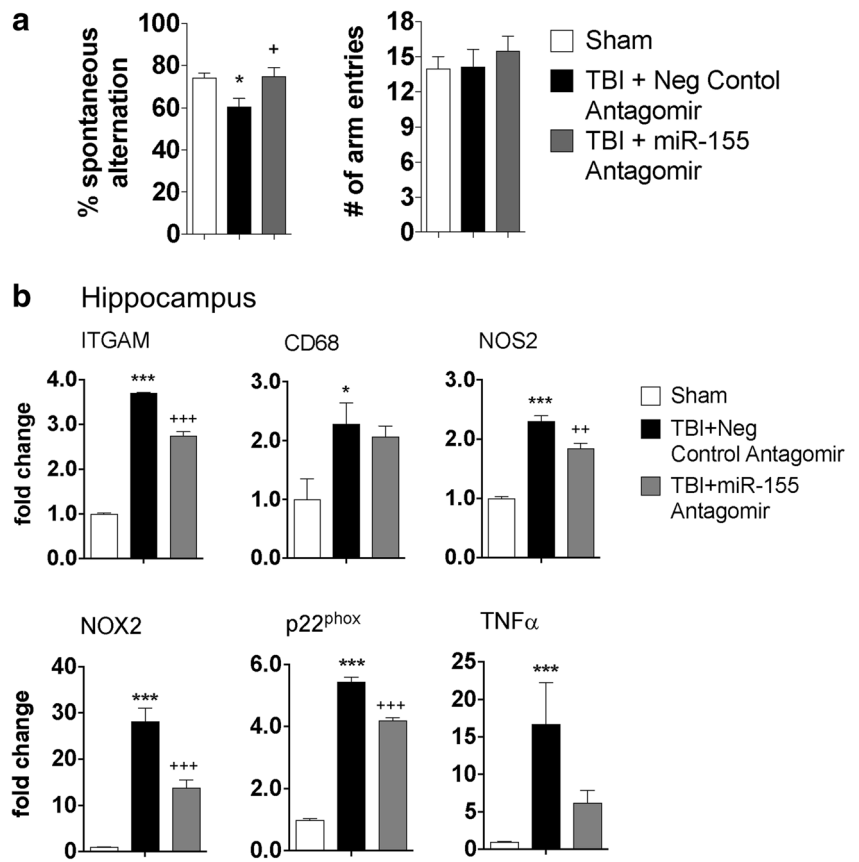 a
% spontaneous
alternation
100
80
60
40
20
0
*
+
# of arm entries
18
15
12
9
6
3
0
Sham
TBI + Neg Contol
Antagomir
TBI + miR-155
Antagomir
b Hippocampus
ITGAM
fold change
4.0
3.0
2.0
1.0
0.0
***
+++
CD68
3.0
2.0
1.0
0.0
*
NOS2
3.0
2.0
1.0
0.0
***
++
Sham
TBI+Neg
Control Antagomir
TBI+miR-155
Antagomir
NOX2
fold change
40
30
20
10
0
***
+++
p22phox
6.0
4.0
2.0
0.0
***
+++
TNFα
25
20
15
10
5
0
***